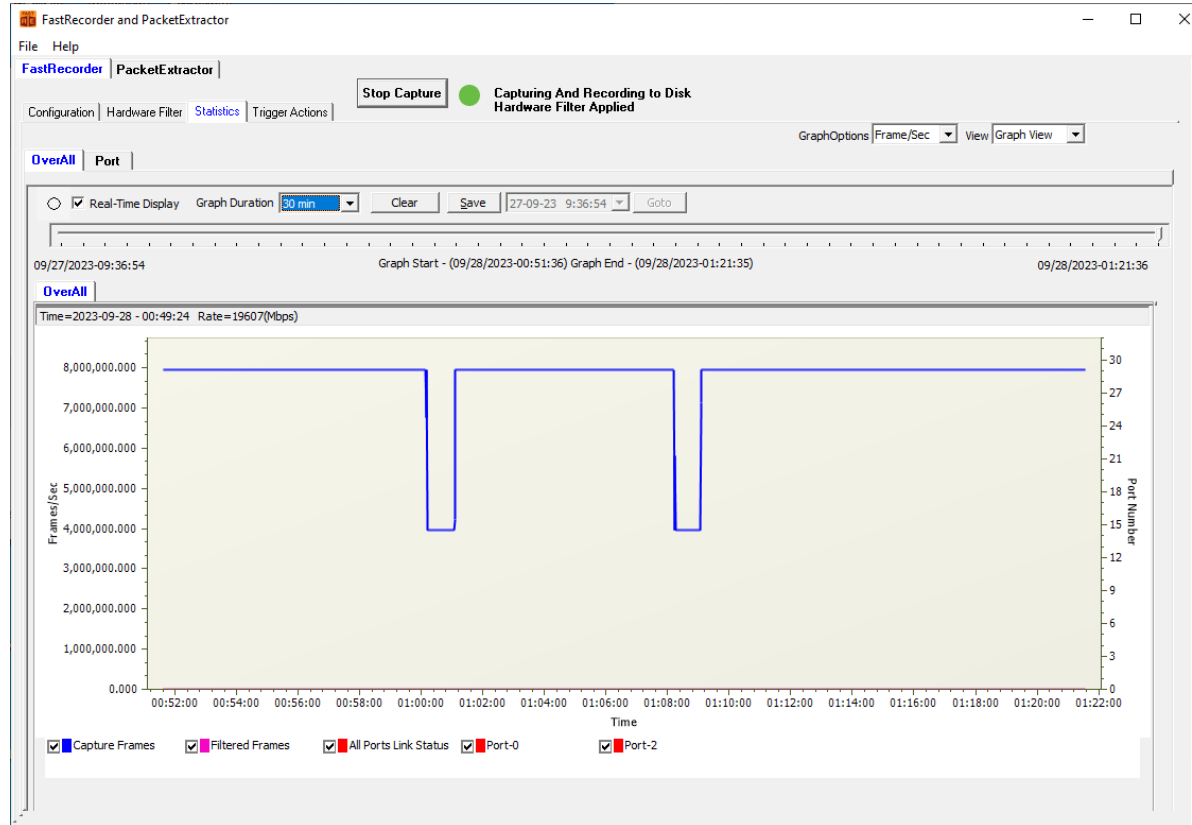 FastRecorder and PacketExtractor
File Help
FastRecorder PacketExtractor
Stop Capture Capturing And Recording to Disk
Hardware Filter Applied
Configuration Hardware Filter Statistics Trigger Actions
GraphOptions Frame/Sec View Graph View
OverAll Port
Real-Time Display Graph Duration 30 min Clear Save 27-09-23 9:36:54 Goto
09/27/2023-09:36:54 Graph Start - (09/28/2023-00:51:36) Graph End - (09/28/2023-01:21:35) 09/28/2023-01:21:36
OverAll
Time=2023-09-28 - 00:49:24 Rate=19607(Mbps)
8,000,000.000
7,000,000.000
6,000,000.000
5,000,000.000
4,000,000.000
3,000,000.000
2,000,000.000
1,000,000.000
0.000
Frames/Sec
30
27
24
21
18
15
12
9
6
3
0
Port Number
00:52:00 00:54:00 00:56:00 00:58:00 01:00:00 01:02:00 01:04:00 01:06:00 01:08:00 01:10:00 01:12:00 01:14:00 01:16:00 01:18:00 01:20:00 01:22:00
Time
Capture Frames Filtered Frames All Ports Link Status Port-0 Port-2